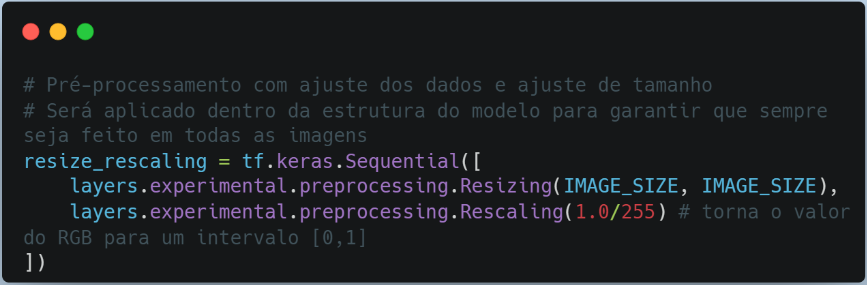 # Pré-processamento com ajuste dos dados e ajuste de tamanho
# Será aplicado dentro da estrutura do modelo para garantir que sempre
seja feito em todas as imagens
resize_rescaling = tf.keras.Sequential([
    layers.experimental.preprocessing.Resizing(IMAGE_SIZE, IMAGE_SIZE),
    layers.experimental.preprocessing.Rescaling(1.0/255) # torna o valor
do RGB para um intervalo [0,1]
])